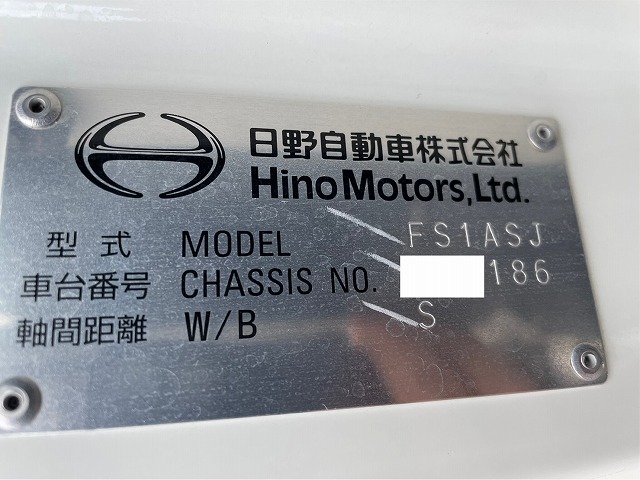 日野自動車株式会社
Hino Motors, Ltd.
型式 MODEL FS1ASJ
車台番号 CHASSIS NO. 186
軸間距離 W/B S